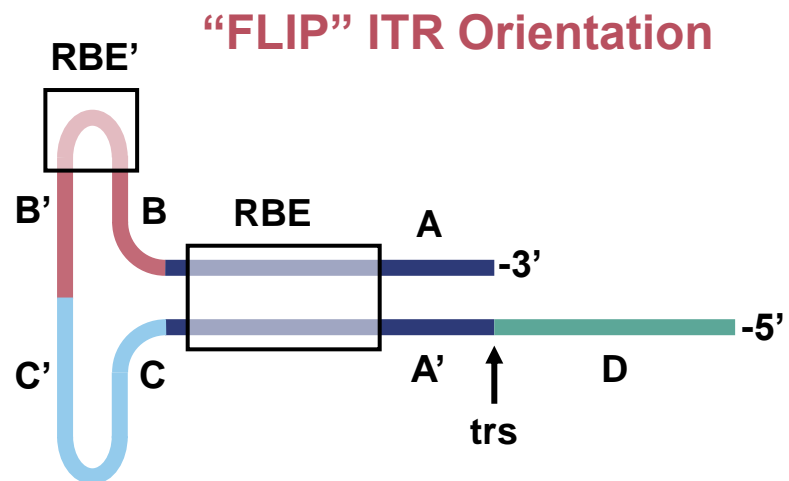 “FLIP” ITR Orientation
RBE’
B’
B
RBE
A
-3’
-5’
C’
C
A’
D
trs